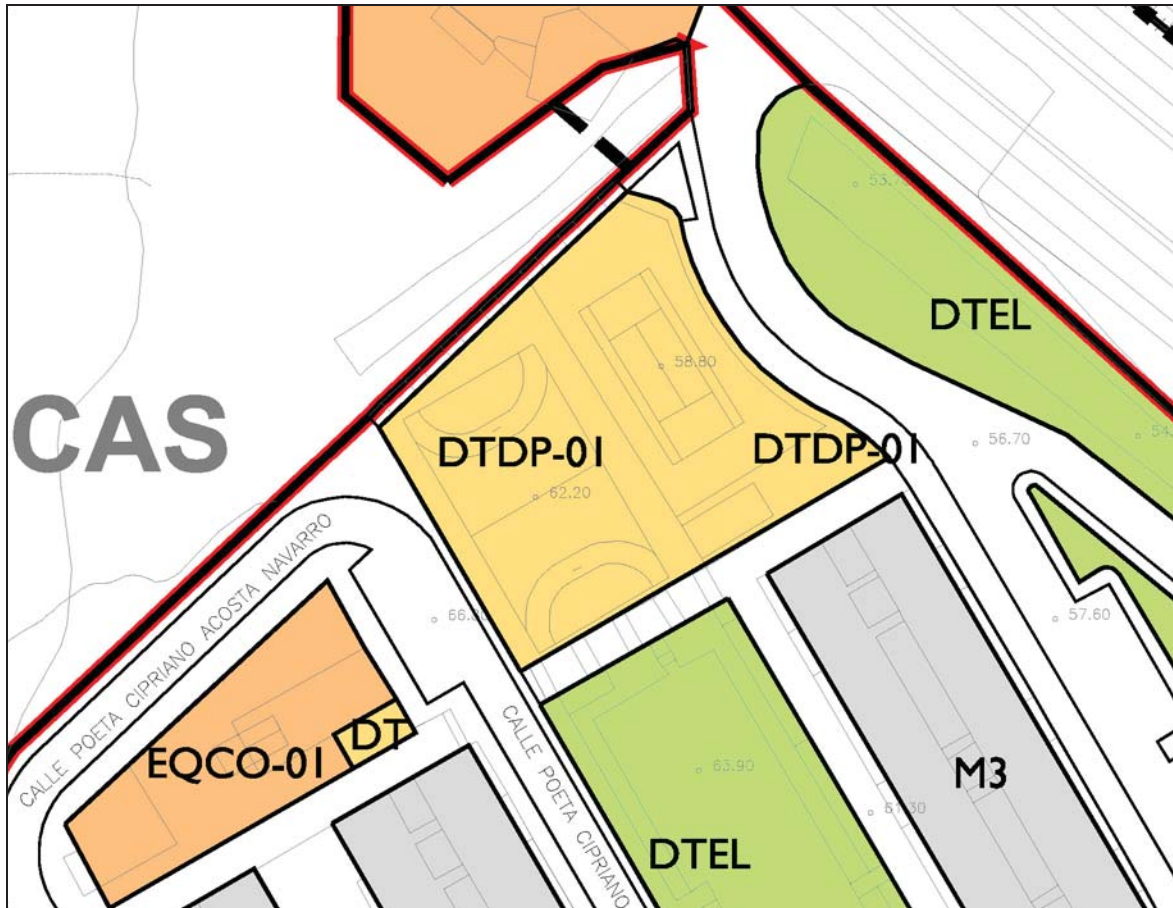 DTEL
58.80
CAS
DTDP-01
DTDP-01
56.70
62.20
CALLE POETA CIPRIANO ACOSTA NAVARRO
57.60
DT
EQCO-01
CALLE POETA CIPRIANO
63.90
M3
DTEL